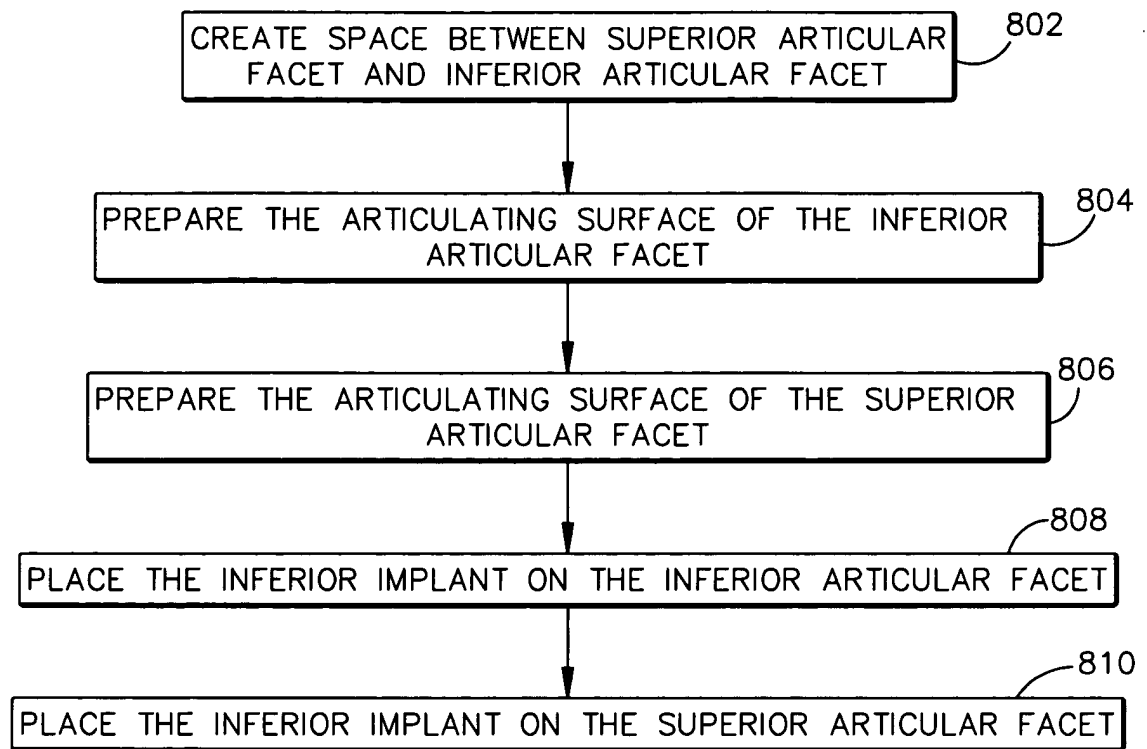 CREATE SPACE BETWEEN SUPERIOR ARTICULAR
FACET AND INFERIOR ARTICULAR FACET
802
PREPARE THE ARTICULATING SURFACE OF THE INFERIOR
ARTICULAR FACET
804
PREPARE THE ARTICULATING SURFACE OF THE SUPERIOR
ARTICULAR FACET
806
808
PLACE THE INFERIOR IMPLANT ON THE INFERIOR ARTICULAR FACET
810
PLACE THE INFERIOR IMPLANT ON THE SUPERIOR ARTICULAR FACET